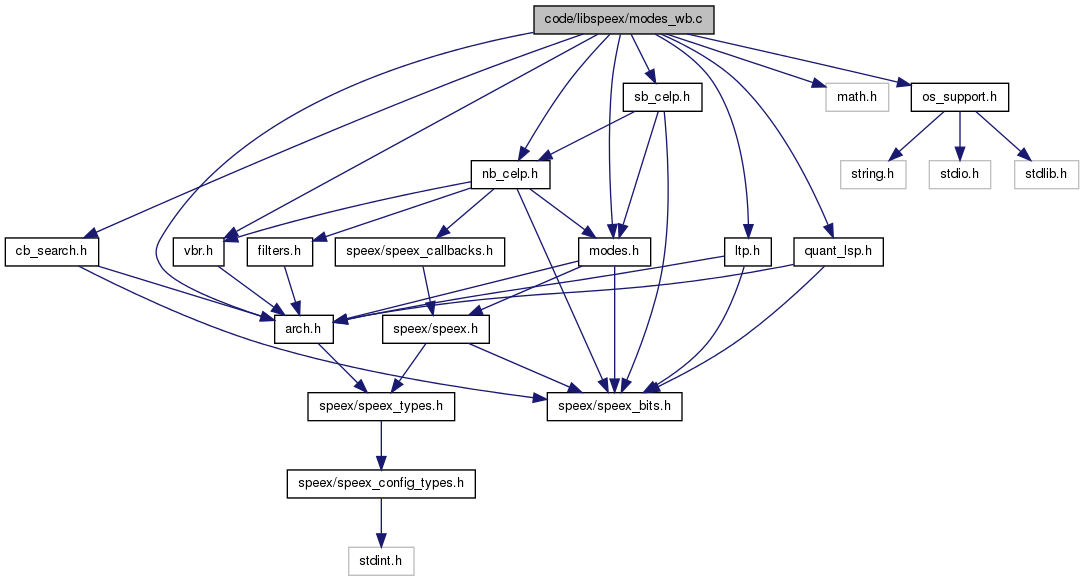 code/libspeex/modes_wb.c
sb_celp.h
math.h
os_support.h
nb_celp.h
string.h
stdio.h
stdlib.h
cb_search.h
vbr.h
filters.h
speex/speex_callbacks.h
modes.h
ltp.h
quant_lsp.h
arch.h
speex/speex.h
speex/speex_types.h
speex/speex_bits.h
speex/speex_config_types.h
stdint.h